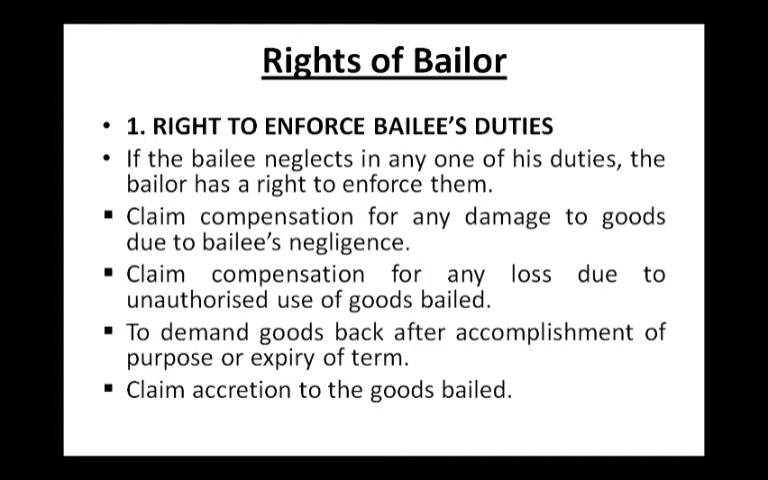 Rights of Bailor
• 1. RIGHT TO ENFORCE BAILEE'S DUTIES
• If the bailee neglects in any one of his duties, the
bailor has a right to enforce them.
▪ Claim compensation for any damage to goods
due to bailee's negligence.
▪ Claim compensation for any loss due to
unauthorised use of goods bailed.
▪ To demand goods back after accomplishment of
purpose or expiry of term.
▪ Claim accretion to the goods bailed.